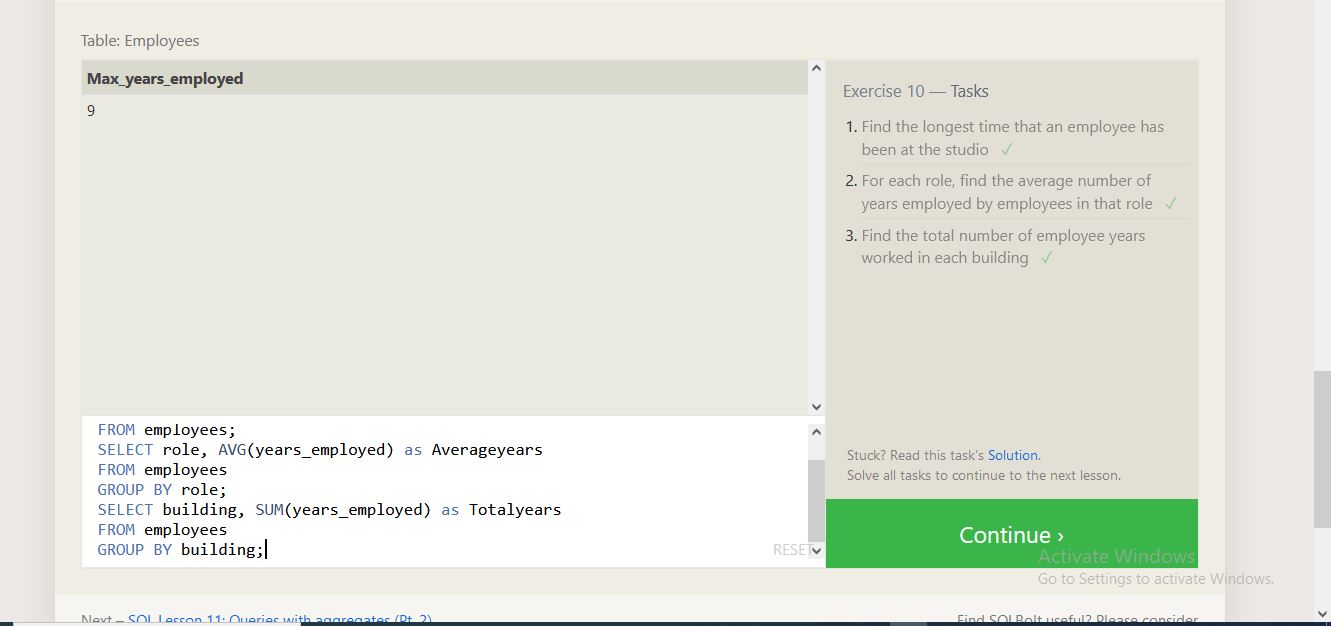 Table: Employees
Max_years_employed
9
Exercise 10 — Tasks
1. Find the longest time that an employee has
been at the studio ✓
2. For each role, find the average number of
years employed by employees in that role ✓
3. Find the total number of employee years
worked in each building ✓
FROM employees;
SELECT role, AVG(years_employed) as Averageyears
FROM employees
GROUP BY role;
SELECT building, SUM(years_employed) as Totalyears
FROM employees
GROUP BY building;
RESET
Stuck? Read this task's Solution.
Solve all tasks to continue to the next lesson.
Continue ›
Activate Windows
Go to Settings to activate Windows.
Next – SQL Lesson 11: Queries with aggregates (Pt. 2)
Find SQLBolt useful? Please consider